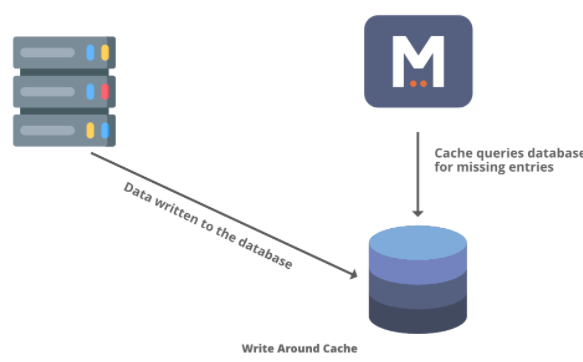 M
Cache queries database
for missing entries
Data written to the database
Write Around Cache